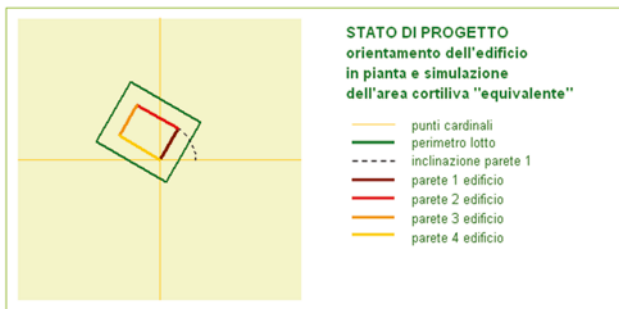 STATO DI PROGETTO
orientamento dell'edificio
in pianta e simulazione
dell'area cortiliva "equivalente"
punti cardinali
perimetro lotto
inclinazione parete 1
parete 1 edificio
parete 2 edificio
parete 3 edificio
parete 4 edificio